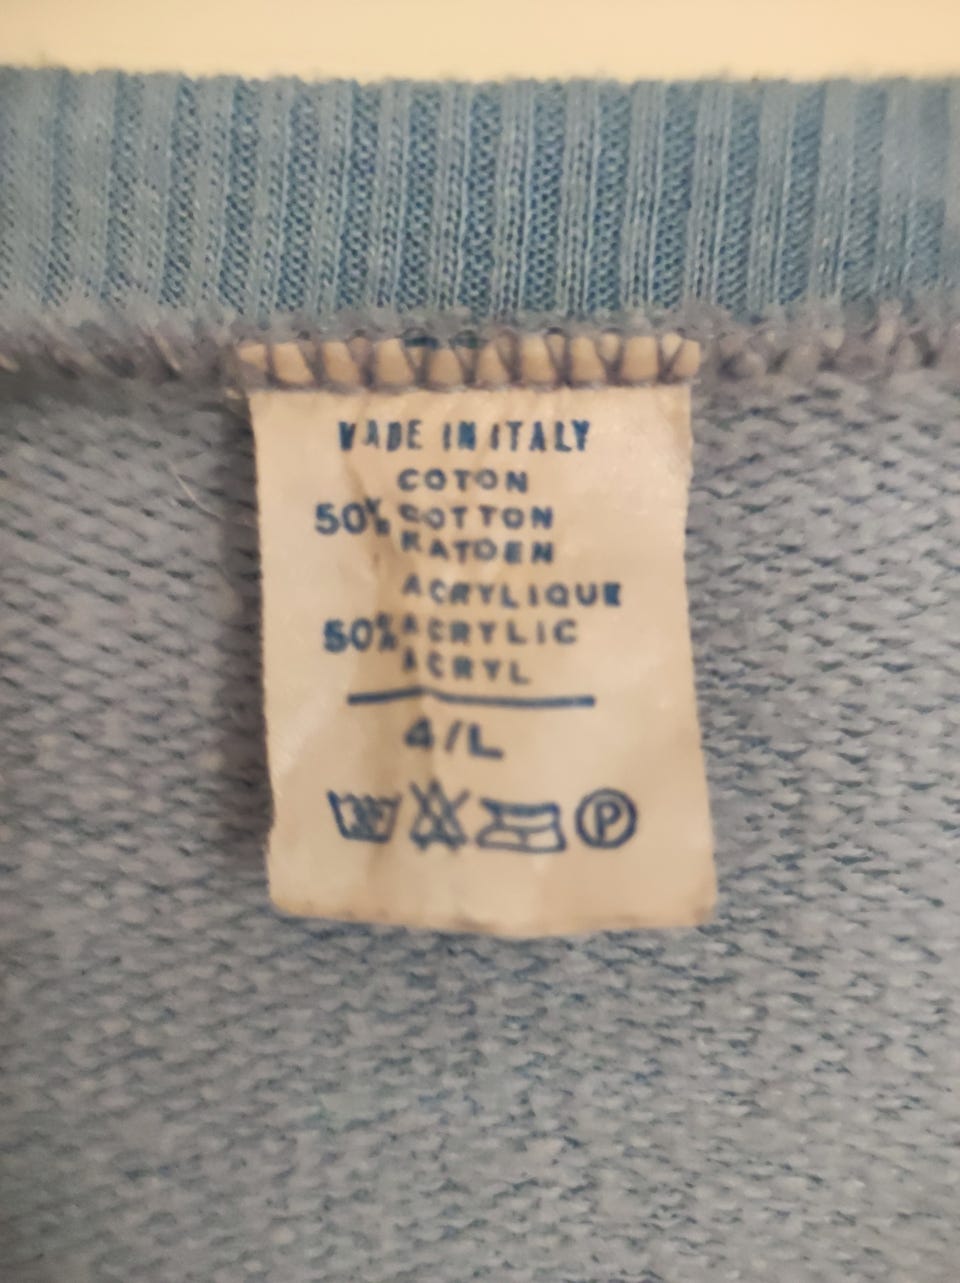 MADE IN ITALY
COTON
50% COTTON
KATOEN
ACRYLIQUE
50% ACRYLIC
ACRYL
4/L
P